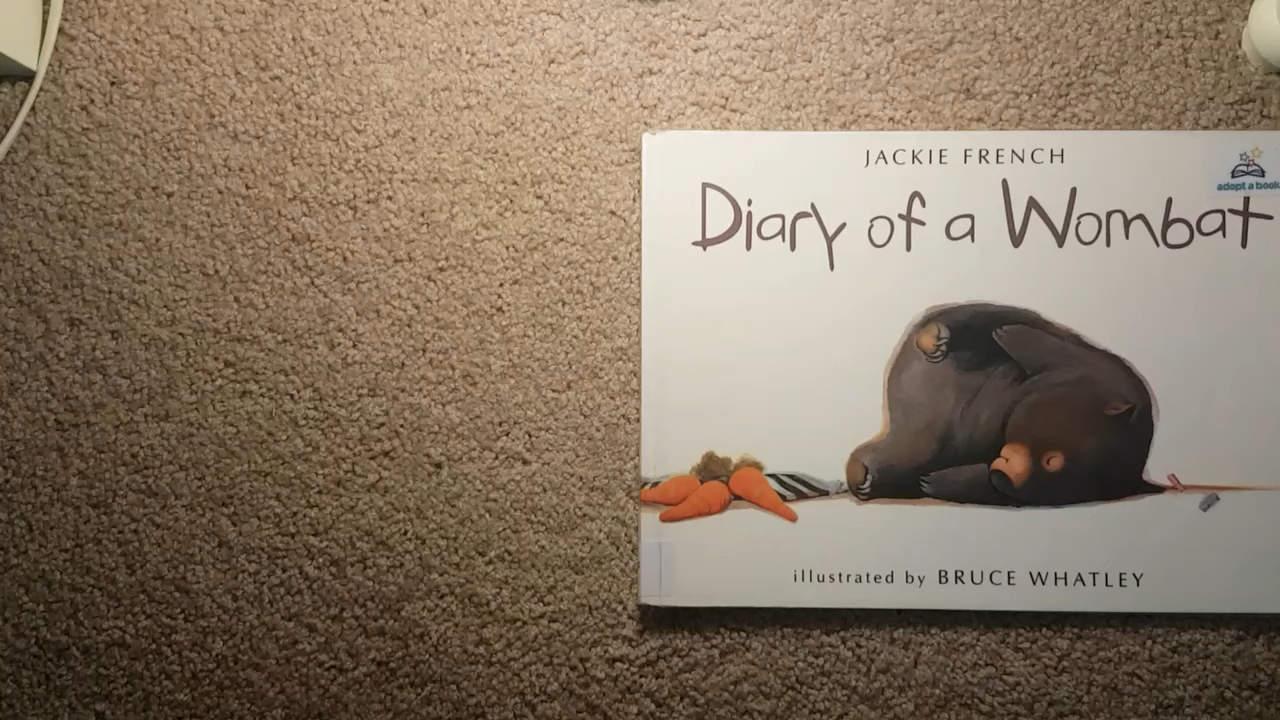 JACKIE FRENCH
adopt a book
Diary of a Wombat
illustrated by BRUCE WHATLEY